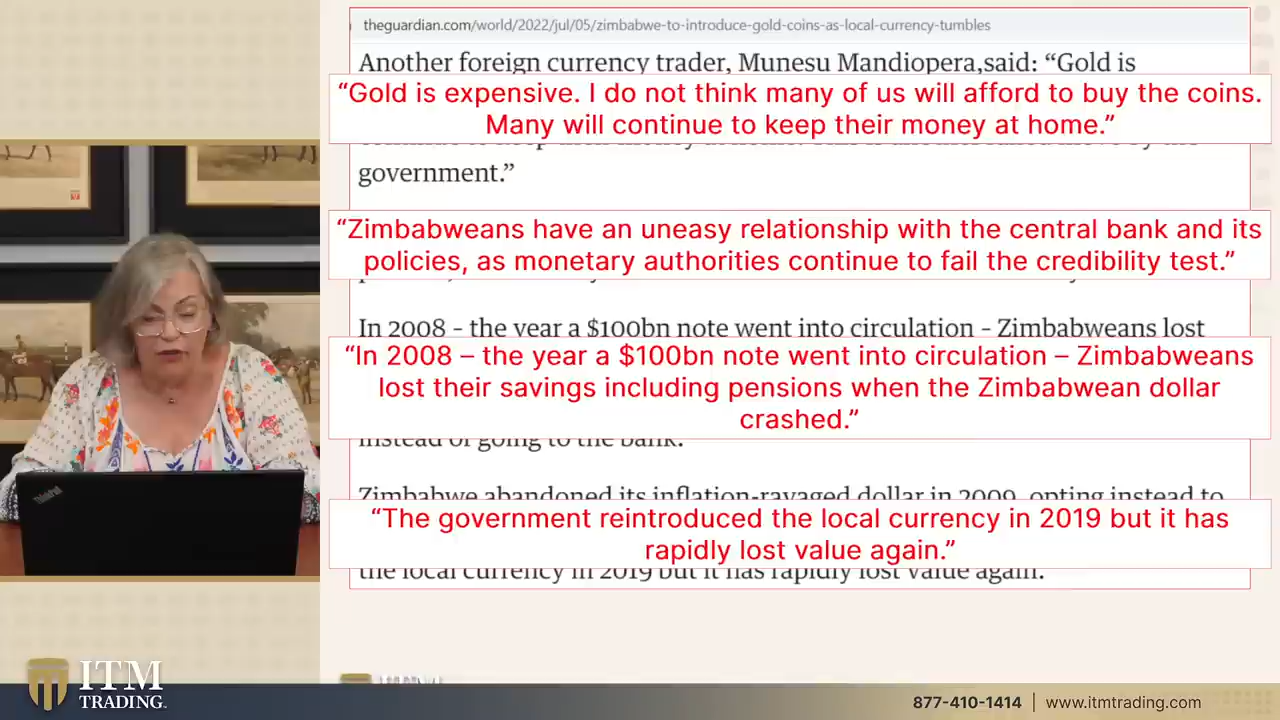 theguardian.com/world/2022/jul/05/zimbabwe-to-introduce-gold-coins-as-local-currency-tumbles
Another foreign currency trader, Munesu Mandiopera,said: “Gold is
“Gold is expensive. I do not think many of us will afford to buy the coins.
Many will continue to keep their money at home.”
government.”
“Zimbabweans have an uneasy relationship with the central bank and its
policies, as monetary authorities continue to fail the credibility test.”
In 2008 - the year a $100bn note went into circulation - Zimbabweans lost
“In 2008 – the year a $100bn note went into circulation – Zimbabweans
lost their savings including pensions when the Zimbabwean dollar
crashed.”
instead of going to the bank.
Zimbabwe abandoned its inflation-ravaged dollar in 2009, opting instead to
“The government reintroduced the local currency in 2019 but it has
rapidly lost value again.”
the local currency in 2019 but it has rapidly lost value again.
ThinkPad
ITM
TRADING
877-410-1414 | www.itmtrading.com